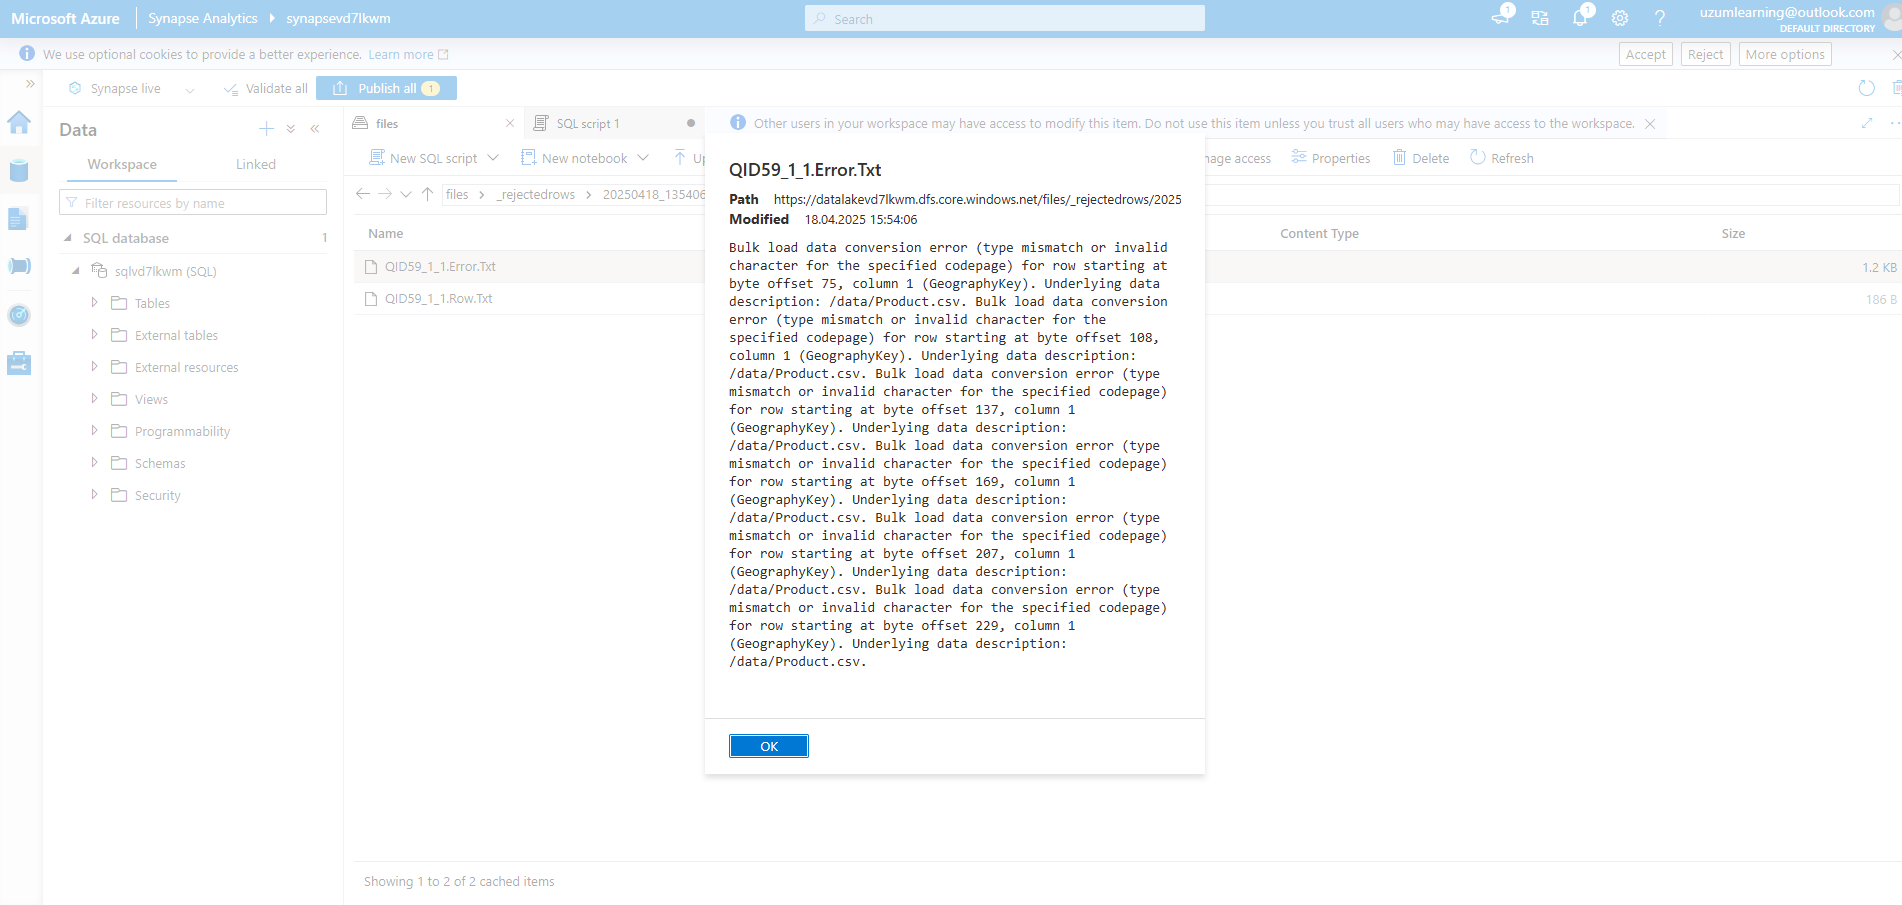 Microsoft Azure
Synapse Analytics
synapsevd7lkwm
Search
1
1
uzumlearning@outlook.com
DEFAULT DIRECTORY
We use optional cookies to provide a better experience. Learn more
Accept
Reject
More options
Synapse live
Validate all
Publish all
1
Data
Workspace
Linked
Filter resources by name
SQL database
1
sqlvd7lkwm (SQL)
Tables
External tables
External resources
Views
Programmability
Schemas
Security
files
SQL script 1
Other users in your workspace may have access to modify this item. Do not use this item unless you trust all users who may have access to the workspace.
New SQL script
New notebook
Up
nage access
Properties
Delete
Refresh
files
_rejectedrows
20250418_135406
Name
Content Type
Size
QID59_1_1.Error.Txt
1.2 KB
QID59_1_1.Row.Txt
186 B
QID59_1_1.Error.Txt
Path https://datalakevd7lkwm.dfs.core.windows.net/files/_rejectedrows/2025
Modified 18.04.2025 15:54:06
Bulk load data conversion error (type mismatch or invalid
character for the specified codepage) for row starting at
byte offset 75, column 1 (GeographyKey). Underlying data
description: /data/Product.csv. Bulk load data conversion
error (type mismatch or invalid character for the
specified codepage) for row starting at byte offset 108,
column 1 (GeographyKey). Underlying data description:
/data/Product.csv. Bulk load data conversion error (type
mismatch or invalid character for the specified codepage)
for row starting at byte offset 137, column 1
(GeographyKey). Underlying data description:
/data/Product.csv. Bulk load data conversion error (type
mismatch or invalid character for the specified codepage)
for row starting at byte offset 169, column 1
(GeographyKey). Underlying data description:
/data/Product.csv. Bulk load data conversion error (type
mismatch or invalid character for the specified codepage)
for row starting at byte offset 207, column 1
(GeographyKey). Underlying data description:
/data/Product.csv. Bulk load data conversion error (type
mismatch or invalid character for the specified codepage)
for row starting at byte offset 229, column 1
(GeographyKey). Underlying data description:
/data/Product.csv.
OK
Showing 1 to 2 of 2 cached items